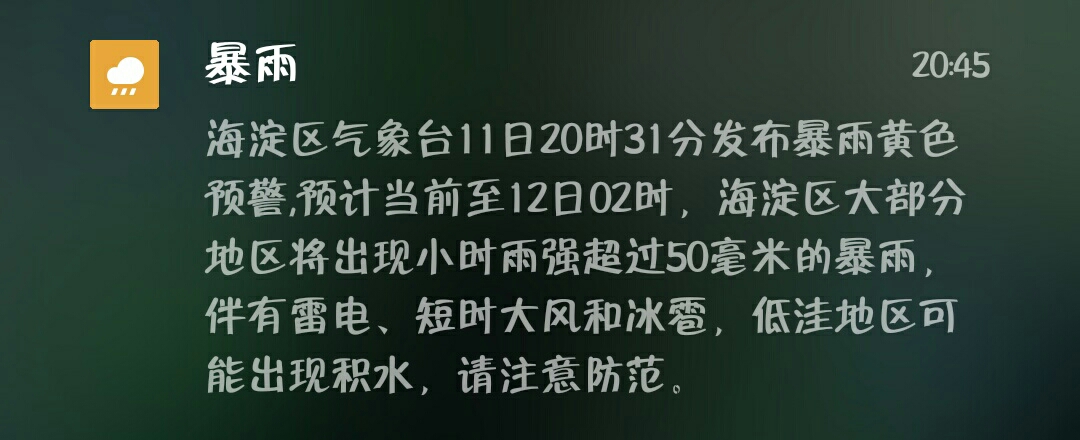 暴雨
20:45
海淀区气象台11日20时31分发布暴雨黄色
预警,预计当前至12日02时，海淀区大部分
地区将出现小时雨强超过50毫米的暴雨，
伴有雷电、短时大风和冰雹，低洼地区可
能出现积水，请注意防范。